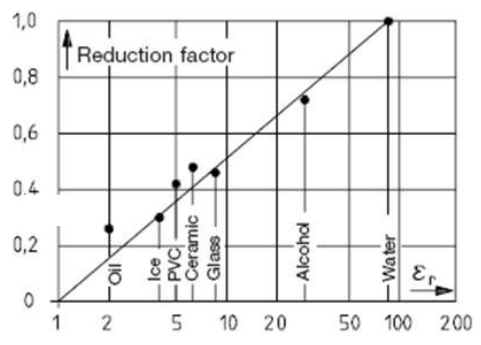 1,0
Reduction factor
0,8
0,6
0.4
0,2
0
Oil
Ice
PVC
Ceramic
Glass
Alcohol
Water
εr
1 2 5 10 20 50 100 200